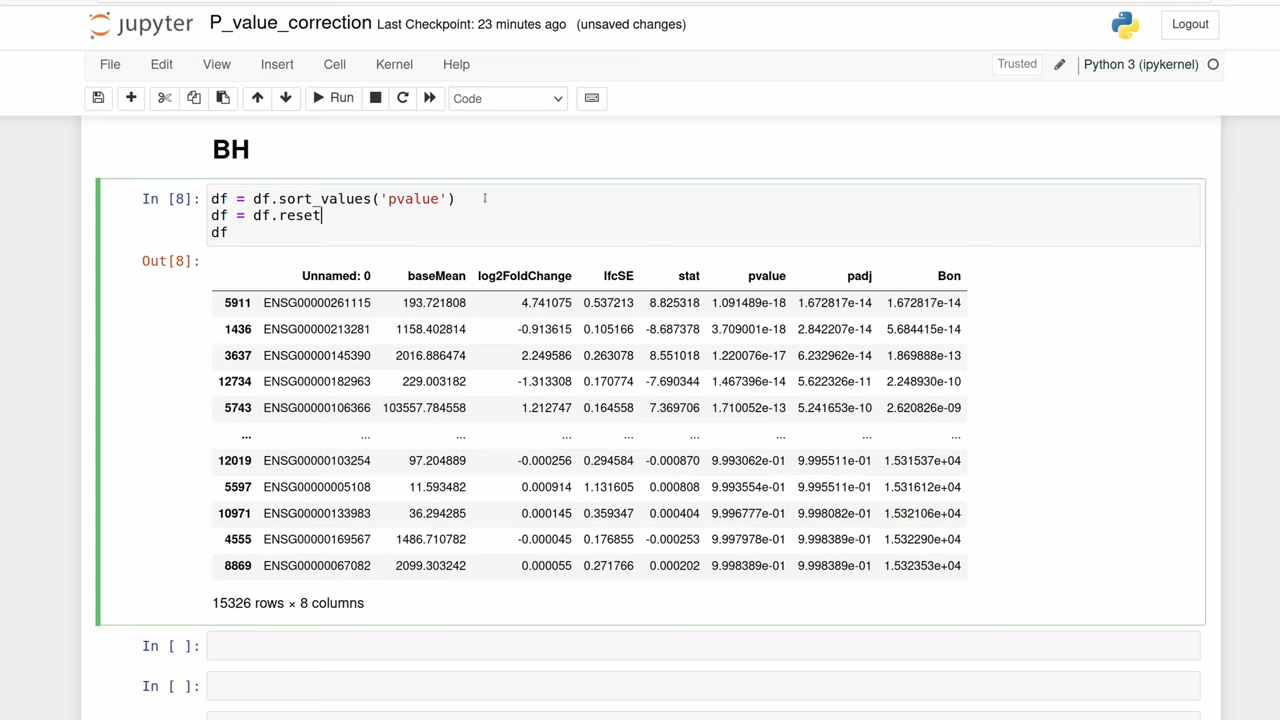 jupyter P_value_correction Last Checkpoint: 23 minutes ago (unsaved changes) Logout
File Edit View Insert Cell Kernel Help Trusted Python 3 (ipykernel)
Run Code
BH
In [8]: df = df.sort_values('pvalue')
df = df.reset
df
Out[8]:
Unnamed: 0 baseMean log2FoldChange lfcSE stat pvalue padj Bon
5911 ENSG00000261115 193.721808 4.741075 0.537213 8.825318 1.091489e-18 1.672817e-14 1.672817e-14
1436 ENSG00000213281 1158.402814 -0.913615 0.105166 -8.687378 3.709001e-18 2.842207e-14 5.684415e-14
3637 ENSG00000145390 2016.886474 2.249586 0.263078 8.551018 1.220076e-17 6.232962e-14 1.869888e-13
12734 ENSG00000182963 229.003182 -1.313308 0.170774 -7.690344 1.467396e-14 5.622326e-11 2.248930e-10
5743 ENSG00000106366 103557.784558 1.212747 0.164558 7.369706 1.710052e-13 5.241653e-10 2.620826e-09
... ... ... ... ... ... ... ... ...
12019 ENSG00000103254 97.204889 -0.000256 0.294584 -0.000870 9.993062e-01 9.995511e-01 1.531537e+04
5597 ENSG00000005108 11.593482 0.000914 1.131605 0.000808 9.993554e-01 9.995511e-01 1.531612e+04
10971 ENSG00000133983 36.294285 0.000145 0.359347 0.000404 9.996777e-01 9.998082e-01 1.532106e+04
4555 ENSG00000169567 1486.710782 -0.000045 0.176855 -0.000253 9.997978e-01 9.998389e-01 1.532290e+04
8869 ENSG00000067082 2099.303242 0.000055 0.271766 0.000202 9.998389e-01 9.998389e-01 1.532353e+04
15326 rows × 8 columns
In [ ]:
In [ ]: